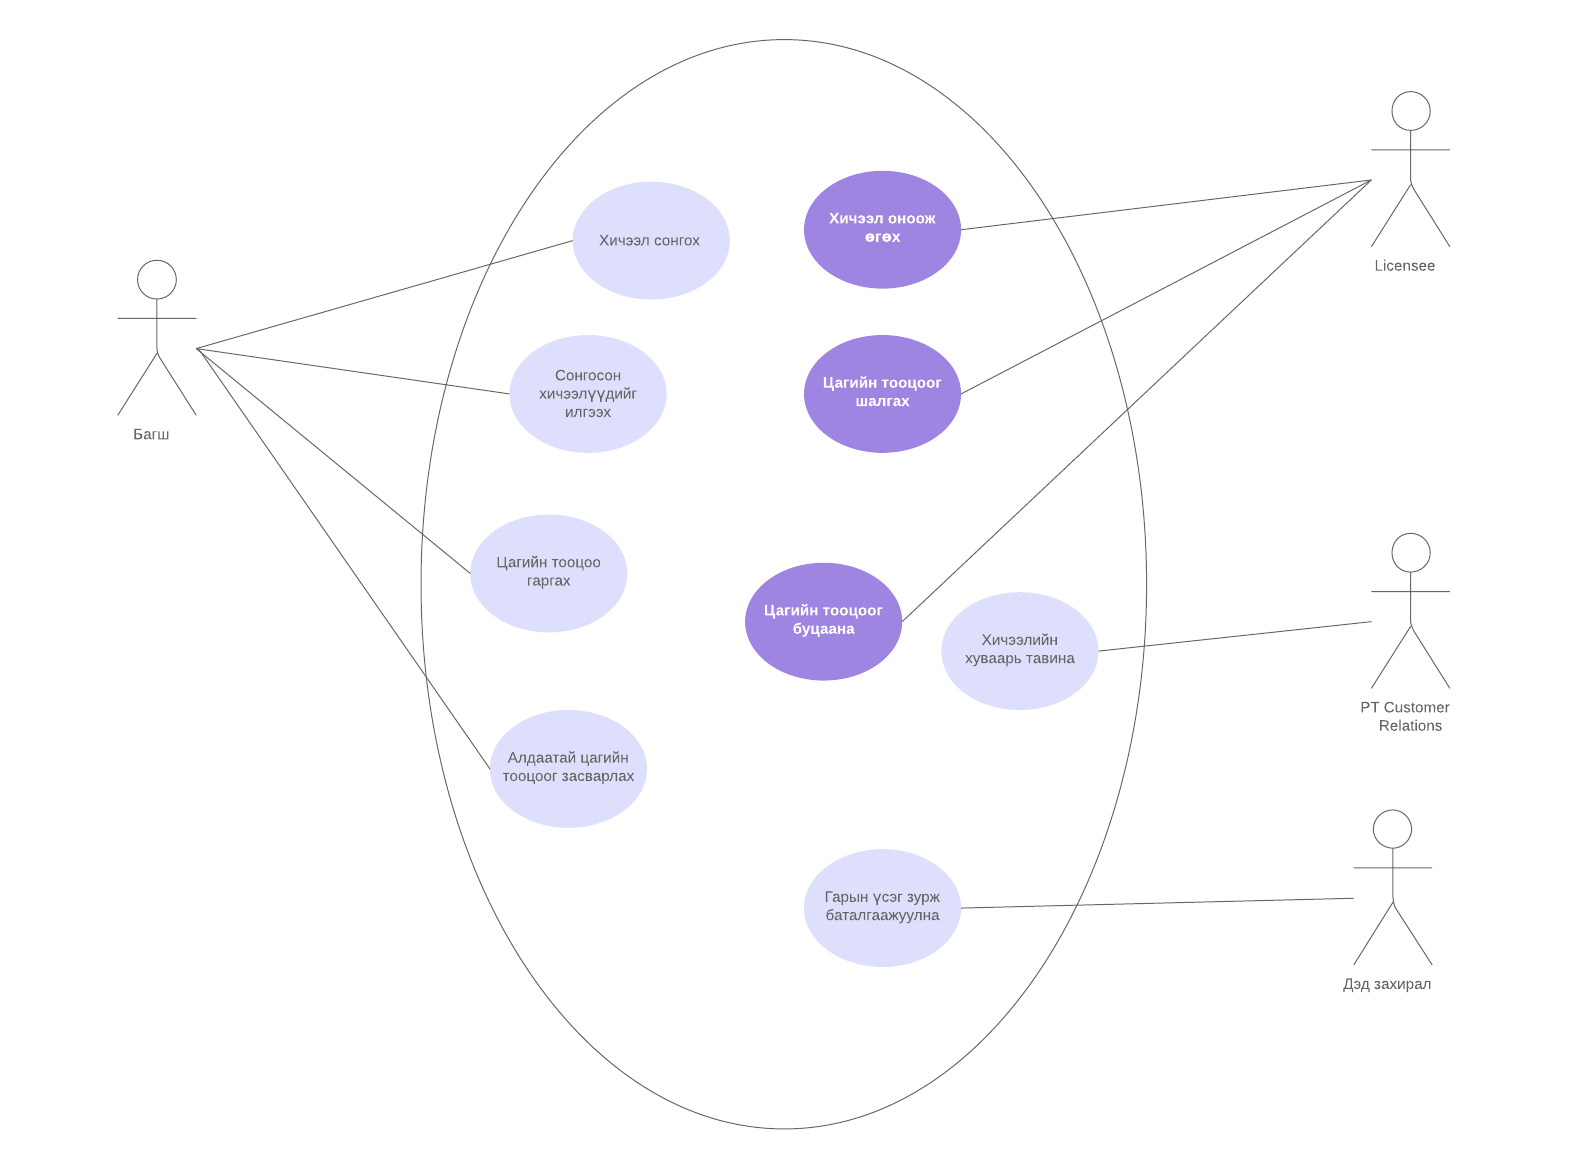 Хичээл сонгох
Хичээл оноож
өгөх
Licensee
Сонгосон
хичээлүүдийг
илгээх
Цагийн тооцоог
шалгах
Багш
Цагийн тооцоо
гаргах
Цагийн тооцоог
буцаана
Хичээлийн
хуваарь тавина
PT Customer
Relations
Алдаатай цагийн
тооцоог засварлах
Гарын үсэг зурж
баталгаажуулна
Дэд захирал